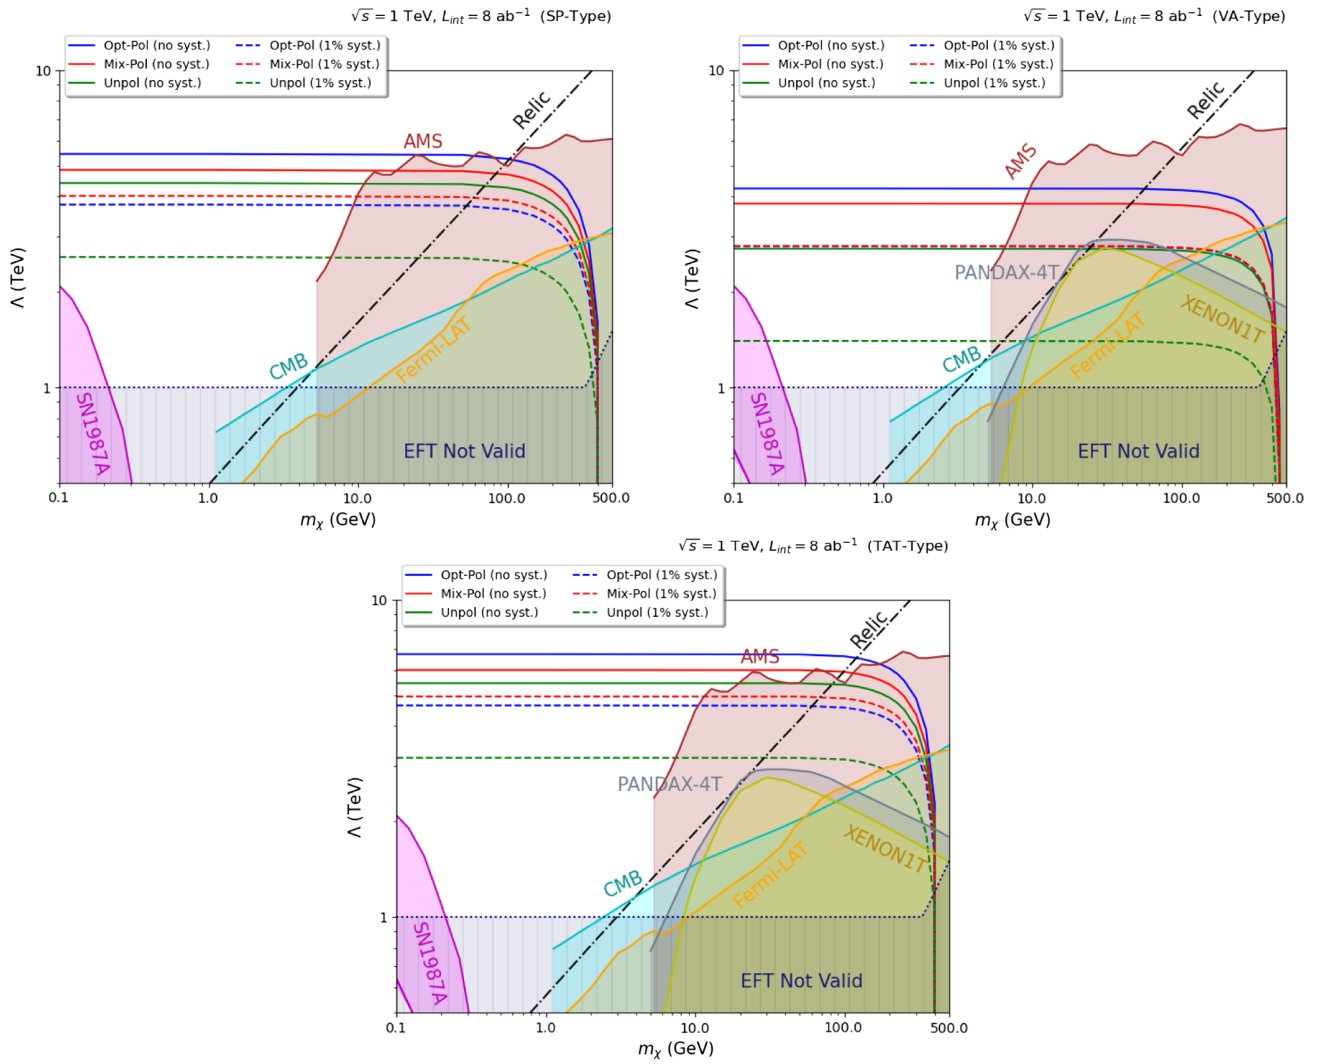 √s = 1 TeV, L_int = 8 ab⁻¹ (SP-Type)
Opt-Pol (no syst.) Opt-Pol (1% syst.)
Mix-Pol (no syst.) Mix-Pol (1% syst.)
Unpol (no syst.) Unpol (1% syst.)
10
Relic
AMS
Λ (TeV)
Fermi-LAT
CMB
1
SN1987A
EFT Not Valid
0.1 1.0 10.0 100.0 500.0
m_χ (GeV)
√s = 1 TeV, L_int = 8 ab⁻¹ (VA-Type)
Opt-Pol (no syst.) Opt-Pol (1% syst.)
Mix-Pol (no syst.) Mix-Pol (1% syst.)
Unpol (no syst.) Unpol (1% syst.)
10
Relic
AMS
PANDAX-4T
Λ (TeV)
XENON1T
Fermi-LAT
CMB
1
SN1987A
EFT Not Valid
0.1 1.0 10.0 100.0 500.0
m_χ (GeV)
√s = 1 TeV, L_int = 8 ab⁻¹ (TAT-Type)
Opt-Pol (no syst.) Opt-Pol (1% syst.)
Mix-Pol (no syst.) Mix-Pol (1% syst.)
Unpol (no syst.) Unpol (1% syst.)
10
Relic
AMS
PANDAX-4T
Λ (TeV)
XENON1T
Fermi-LAT
CMB
1
SN1987A
EFT Not Valid
0.1 1.0 10.0 100.0 500.0
m_χ (GeV)